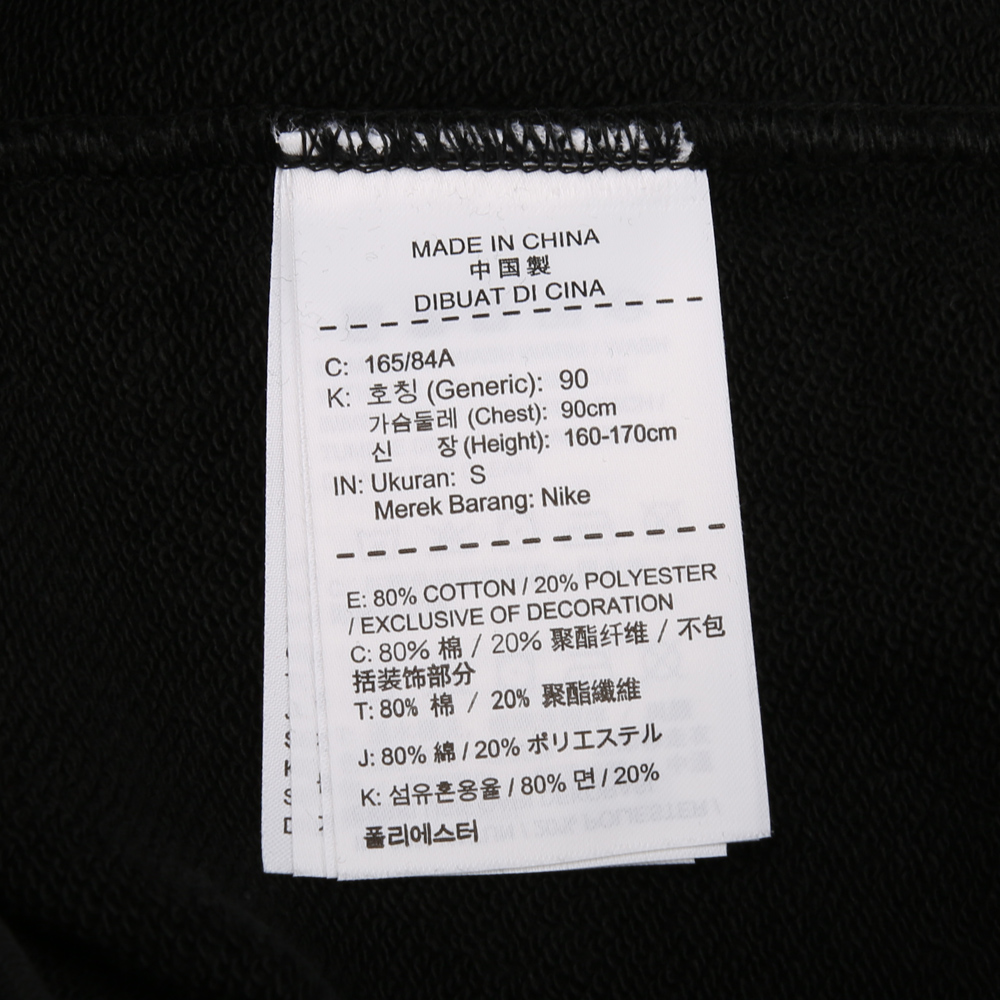 MADE IN CHINA
中国製
DIBUAT DI CINA
C: 165/84A
K: 호칭 (Generic): 90
가슴둘레 (Chest): 90cm
신 장 (Height): 160-170cm
IN: Ukuran: S
Merek Barang: Nike
E: 80% COTTON / 20% POLYESTER
/ EXCLUSIVE OF DECORATION
C: 80% 棉 / 20% 聚酯纤维 / 不包
括装饰部分
T: 80% 棉 / 20% 聚酯纖維
J: 80% 綿 / 20% ポリエステル
K: 섬유혼용율 / 80% 면 / 20%
폴리에스터